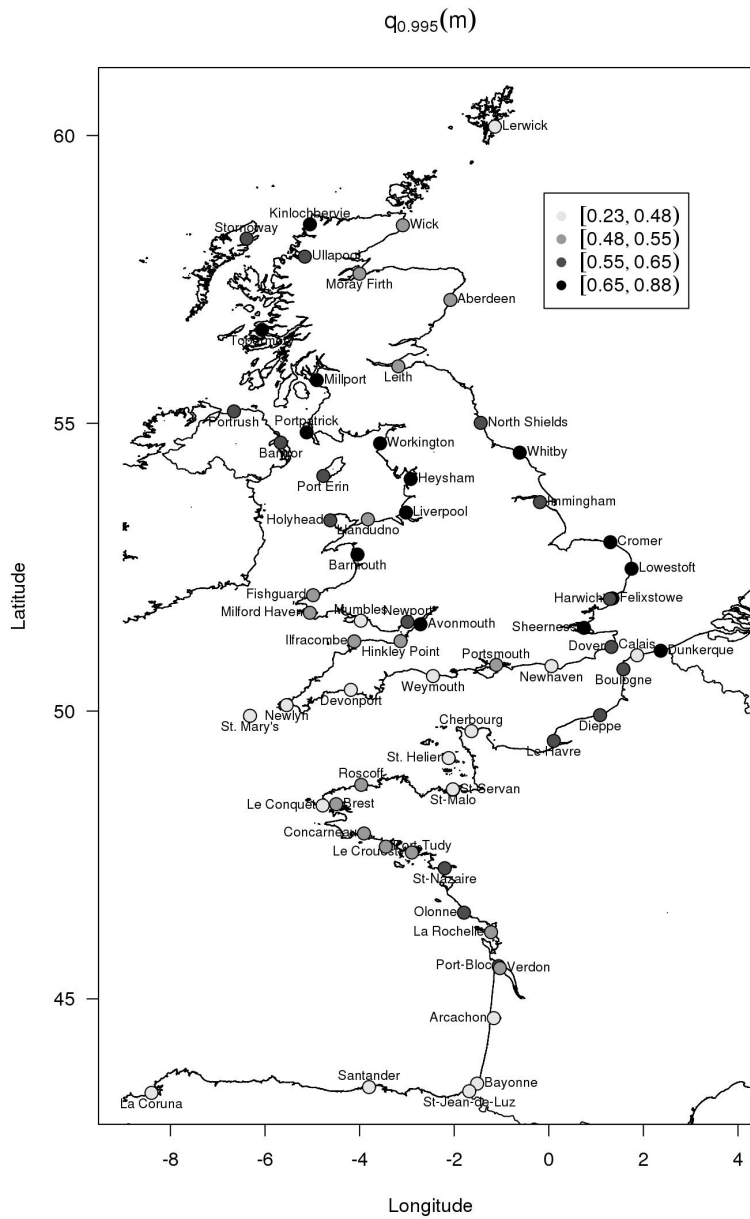 q0.995(m)
Lerwick
60
Kinlochbervie
[0.23, 0.48)
Stornoway
Wick
[0.48, 0.55)
Ullapool
[0.55, 0.65)
Moray Firth
[0.65, 0.88)
Aberdeen
Tobermory
Leith
Millport
55
Portrush
Portpatrick
North Shields
Bangor
Workington
Whitby
Port Erin
Heysham
Immingham
Holyhead
Llandudno
Liverpool
Barmouth
Cromer
Lowestoft
Fishguard
Harwich
Felixstowe
Milford Haven
Mumbles
Newport
Avonmouth
Sheerness
Ilfracombe
Hinkley Point
Portsmouth
Dover
Calais
Dunkerque
Weymouth
Newhaven
Boulogne
50
Devonport
Newlyn
St. Mary's
Cherbourg
Dieppe
Le Havre
St. Helier
Roscoff
St-Servan
St-Malo
Le Conquet
Brest
Concarneau
Le Crouesty
Port-Tudy
St-Nazaire
Olonne
La Rochelle
Port-Bloc
Verdon
45
Arcachon
Santander
Bayonne
La Coruna
St-Jean-de-Luz
-8
-6
-4
-2
0
2
4
Longitude
Latitude